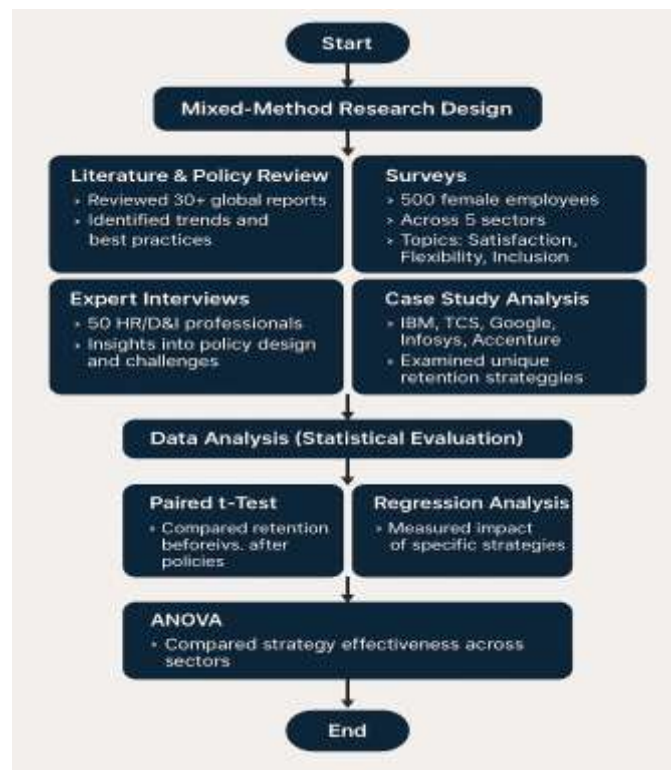 Start
Mixed-Method Research Design
Literature & Policy Review
› Reviewed 30+ global reports
› Identified trends and
best practices
Surveys
› 500 female employees
› Across 5 sectors
› Topics: Satisfaction,
Flexibility, Inclusion
Expert Interviews
› 50 HR/D&I professionals
› Insights into policy design
and challenges
Case Study Analysis
› IBM, TCS, Google,
Infosys, Accenture
› Examined unique
retention strateggles
Data Analysis (Statistical Evaluation)
Paired t-Test
• Compared retention
beforeivs. after
policies
Regression Analysis
• Measured impact
of specific strategies
ANOVA
• Compared strategy effectiveness across
sectors
End